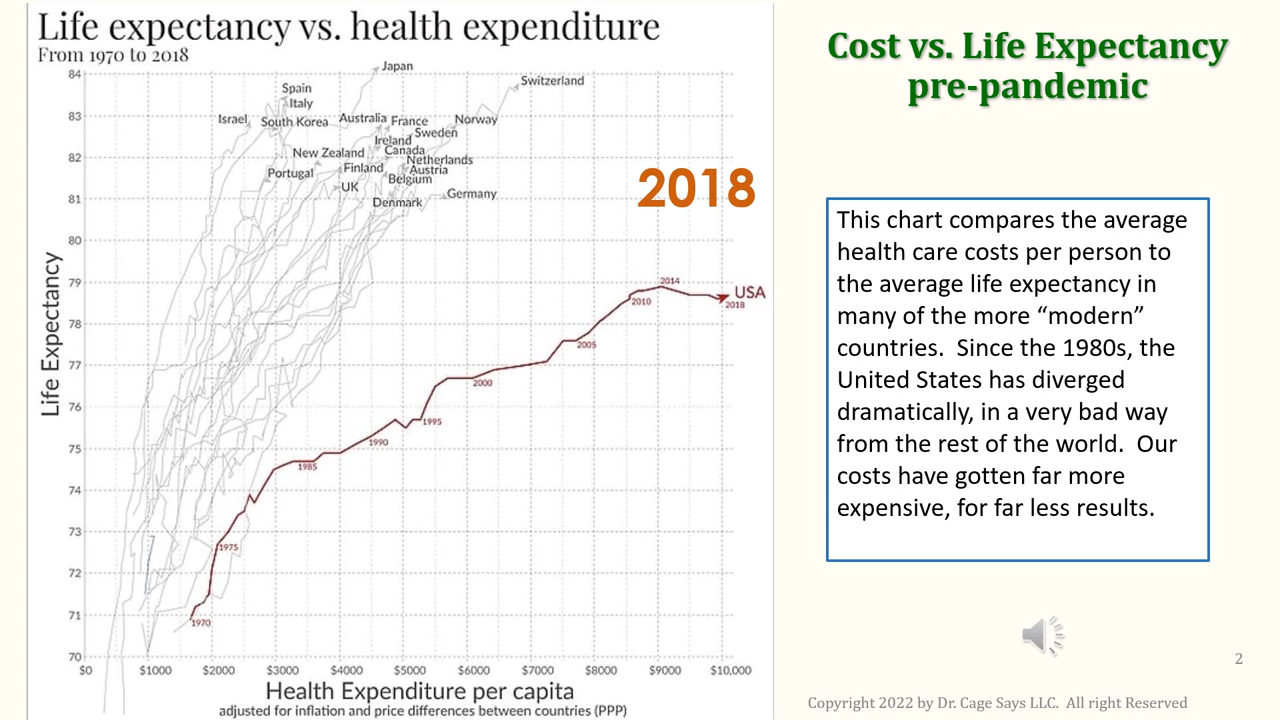 Life expectancy vs. health expenditure
From 1970 to 2018
Cost vs. Life Expectancy
pre-pandemic
84
83
82
81
80
79
78
77
76
75
74
73
72
71
70
Life Expectancy
Japan
Switzerland
Spain
Italy
Israel
South Korea
Australia
France
Norway
Sweden
Ireland
Canada
New Zealand
Netherlands
Finland
Austria
Portugal
Belgium
UK
Germany
Denmark
2018
2014
USA
2010
2018
2005
2000
1995
1990
1985
1975
1970
$0 $1000 $2000 $3000 $4000 $5000 $6000 $7000 $8000 $9000 $10,000
Health Expenditure per capita
adjusted for inflation and price differences between countries (PPP)
This chart compares the average
health care costs per person to
the average life expectancy in
many of the more “modern”
countries.  Since the 1980s, the
United States has diverged
dramatically, in a very bad way
from the rest of the world.  Our
costs have gotten far more
expensive, for far less results.
2
Copyright 2022 by Dr. Cage Says LLC.  All right Reserved